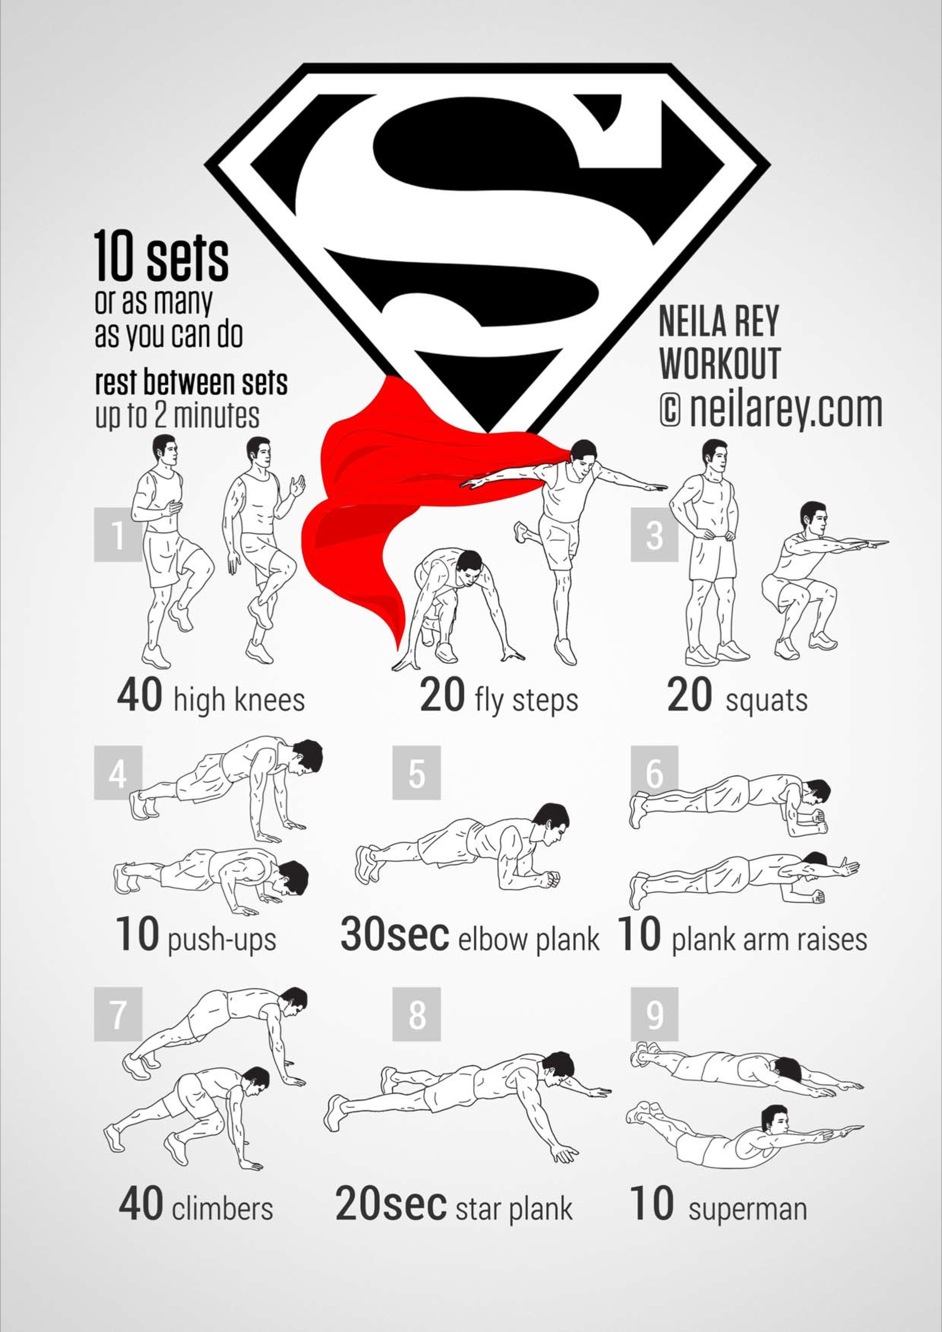 10 sets
or as many
as you can do
rest between sets
up to 2 minutes
NEILA REY
WORKOUT
© neilarey.com
1
40 high knees
20 fly steps
3
20 squats
4
10 push-ups
5
30sec elbow plank
6
10 plank arm raises
7
40 climbers
8
20sec star plank
9
10 superman